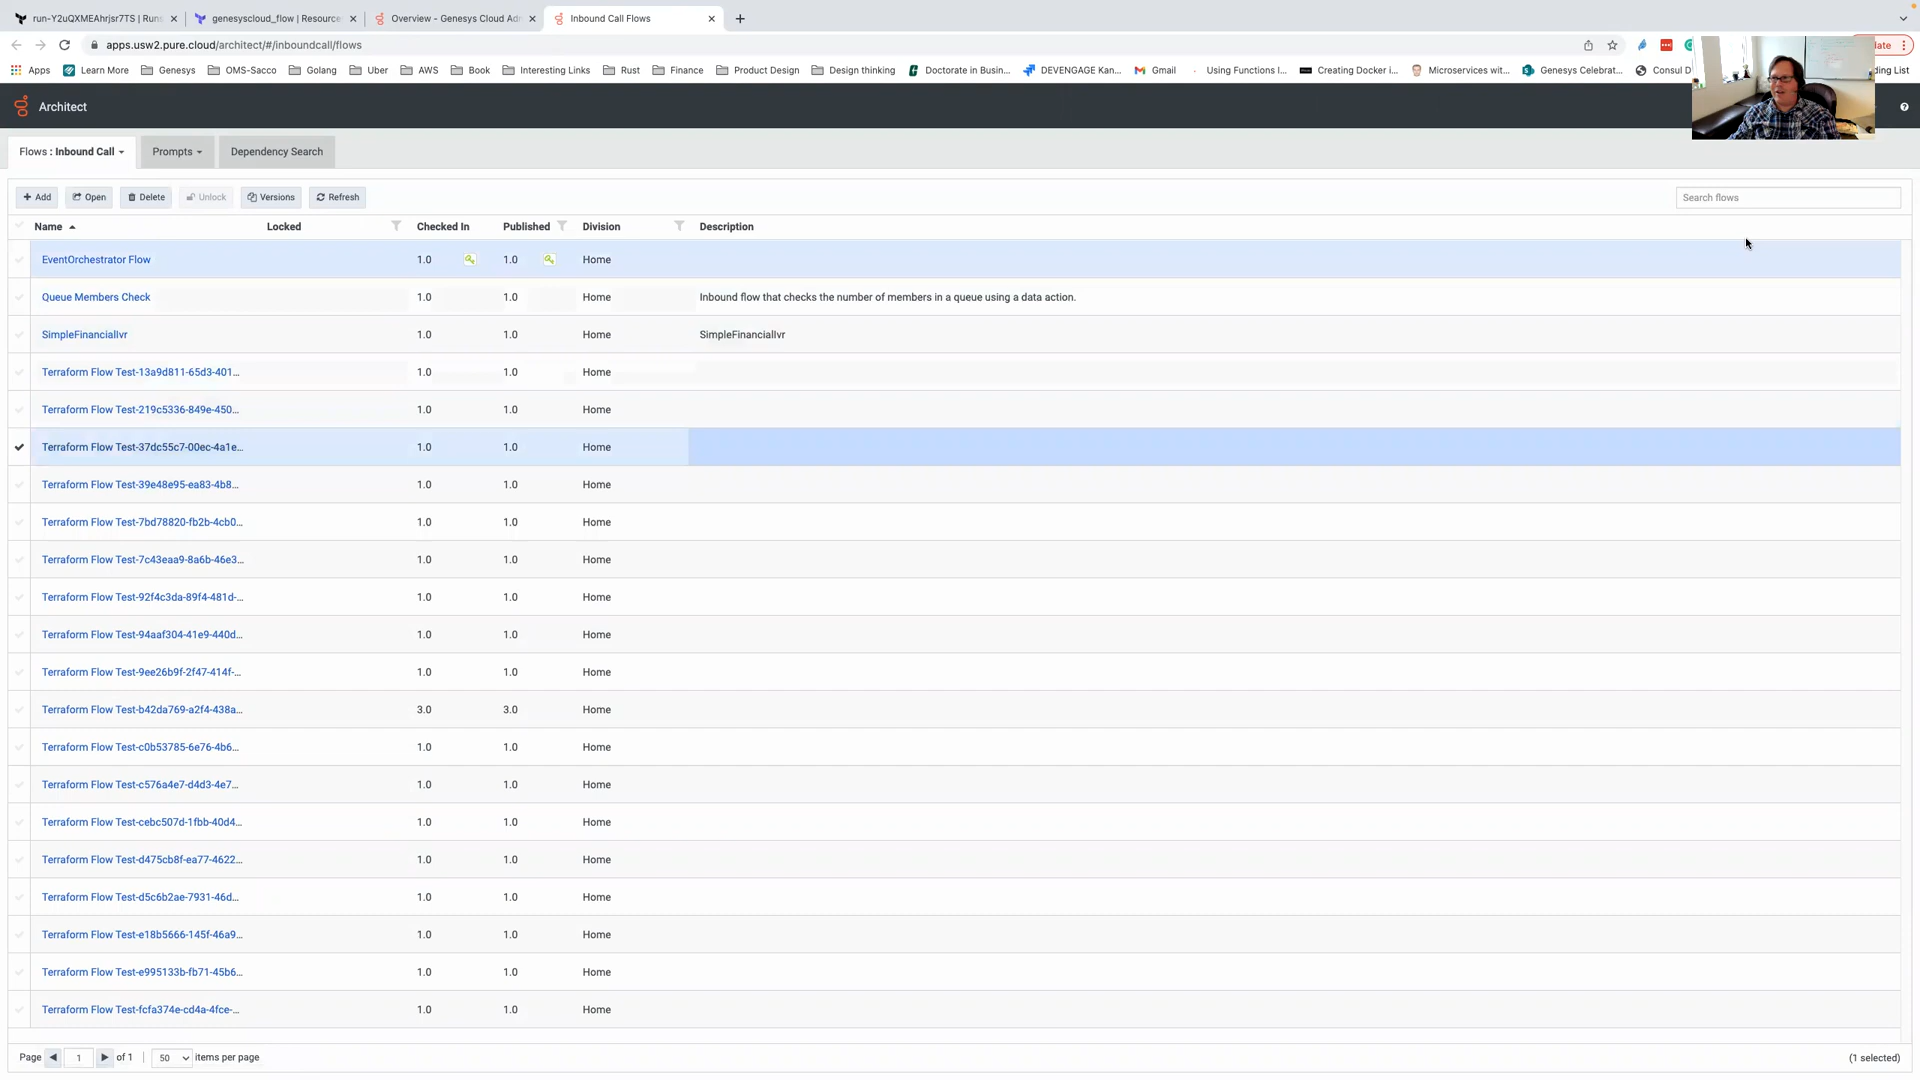 run-Y2uQXMEAhrjsr7TS | Runs
genesyscloud_flow | Resource
Overview - Genesys Cloud Adm
Inbound Call Flows
apps.usw2.pure.cloud/architect/#/inboundcall/flows
Apps Learn More Genesys OMS-Sacco Golang Uber AWS Book Interesting Links Rust Finance Product Design Design thinking Doctorate in Busin... DEVENGAGE Kan... Gmail Using Functions I... Creating Docker i... Microservices wit... Genesys Celebrat... Consul D
Architect
Flows : Inbound Call Prompts Dependency Search
+ Add Open Delete Unlock Versions Refresh Search flows
Name Locked Checked In Published Division Description
EventOrchestrator Flow 1.0 1.0 Home
Queue Members Check 1.0 1.0 Home Inbound flow that checks the number of members in a queue using a data action.
SimpleFinancialIvr 1.0 1.0 Home SimpleFinancialIvr
Terraform Flow Test-13a9d811-65d3-401... 1.0 1.0 Home
Terraform Flow Test-219c5336-849e-450... 1.0 1.0 Home
Terraform Flow Test-37dc55c7-00ec-4a1e... 1.0 1.0 Home
Terraform Flow Test-39e48e95-ea83-4b8... 1.0 1.0 Home
Terraform Flow Test-7bd78820-fb2b-4cb0... 1.0 1.0 Home
Terraform Flow Test-7c43eaa9-8a6b-46e3... 1.0 1.0 Home
Terraform Flow Test-92f4c3da-89f4-481d-... 1.0 1.0 Home
Terraform Flow Test-94aaf304-41e9-440d... 1.0 1.0 Home
Terraform Flow Test-9ee26b9f-2f47-414f-... 1.0 1.0 Home
Terraform Flow Test-b42da769-a2f4-438a... 3.0 3.0 Home
Terraform Flow Test-c0b53785-6e76-4b6... 1.0 1.0 Home
Terraform Flow Test-c576a4e7-d4d3-4e7... 1.0 1.0 Home
Terraform Flow Test-cebc507d-1fbb-40d4... 1.0 1.0 Home
Terraform Flow Test-d475cb8f-ea77-4622... 1.0 1.0 Home
Terraform Flow Test-d5c6b2ae-7931-46d... 1.0 1.0 Home
Terraform Flow Test-e18b5666-145f-46a9... 1.0 1.0 Home
Terraform Flow Test-e995133b-fb71-45b6... 1.0 1.0 Home
Terraform Flow Test-fcfa374e-cd4a-4fce-... 1.0 1.0 Home
Page 1 of 1 50 items per page (1 selected)